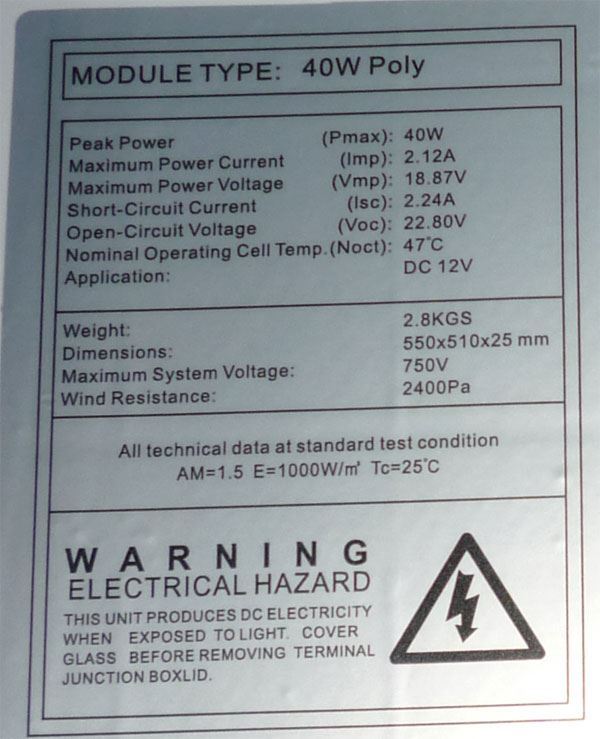 MODULE TYPE: 40W Poly
Peak Power (Pmax): 40W
Maximum Power Current (Imp): 2.12A
Maximum Power Voltage (Vmp): 18.87V
Short-Circuit Current (Isc): 2.24A
Open-Circuit Voltage (Voc): 22.80V
Nominal Operating Cell Temp.(Noct): 47°C
Application: DC 12V
Weight: 2.8KGS
Dimensions: 550x510x25 mm
Maximum System Voltage: 750V
Wind Resistance: 2400Pa
All technical data at standard test condition
AM=1.5 E=1000W/㎡ Tc=25°C
WARNING
ELECTRICAL HAZARD
THIS UNIT PRODUCES DC ELECTRICITY
WHEN EXPOSED TO LIGHT. COVER
GLASS BEFORE REMOVING TERMINAL
JUNCTION BOXLID.